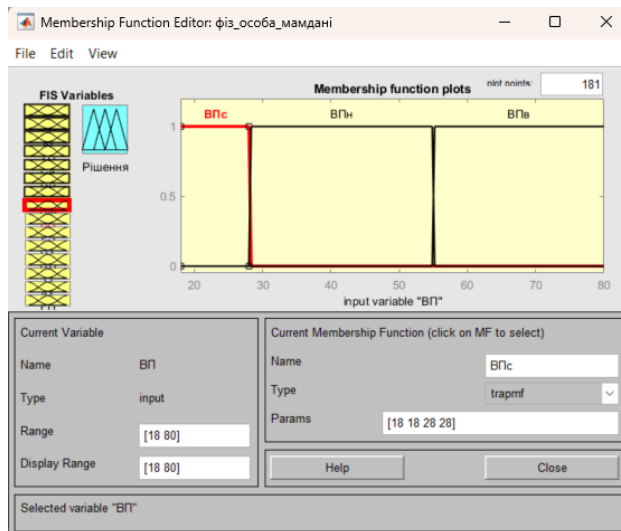 Membership Function Editor: фіз_особа_мамдані
File Edit View
FIS Variables
Рішення
Membership function plots
plot points:
181
ВПс
ВПн
ВПв
1
0.5
0
20 30 40 50 60 70 80
input variable "ВП"
Current Variable
Name ВП
Type input
Range [18 80]
Display Range [18 80]
Current Membership Function (click on MF to select)
Name ВПс
Type trapmf
Params [18 18 28 28]
Help Close
Selected variable "ВП"